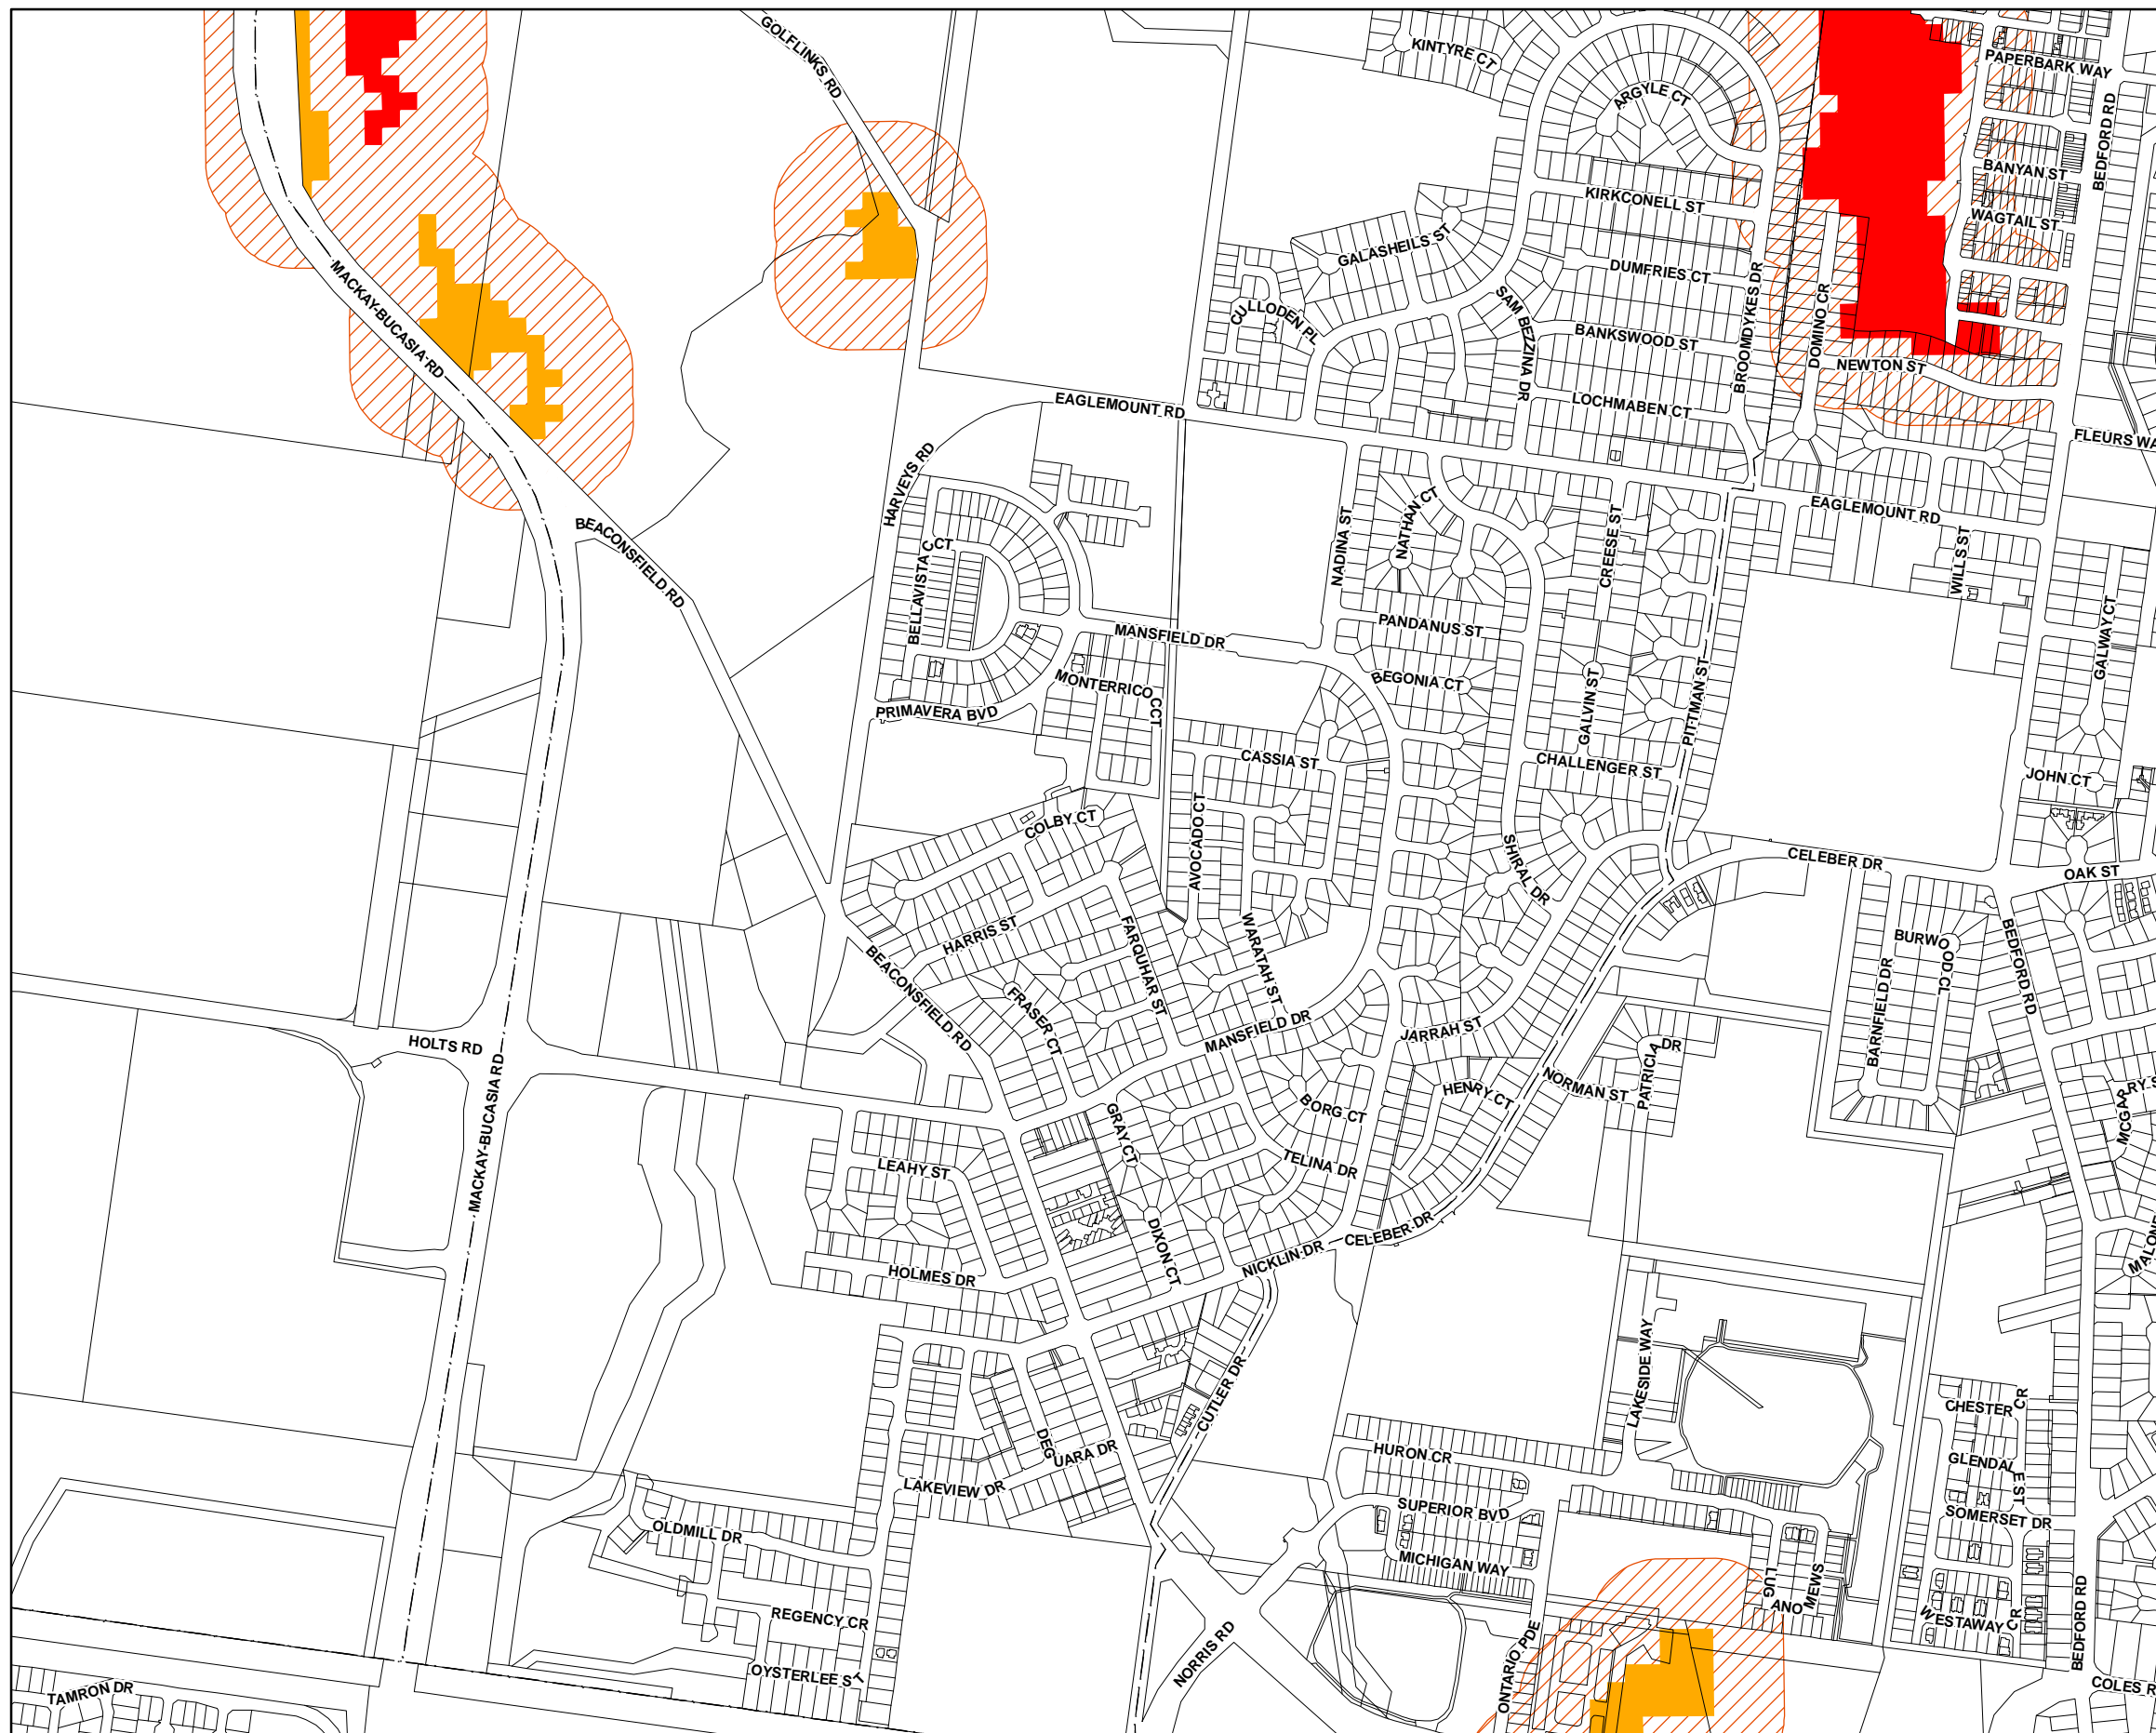 GOLFLINKS RD
KINTYRE CT
PAPERBARK WAY
ARGYLE CT
BEDFORD RD
BANYAN ST
KIRKCONELL ST
WAGTAIL ST
GALASHEILS ST
DUMFRIES CT
MACKAY-BUCASIA RD
CULLODEN PL
SAM BEZZINA DR
BROOMDYKES DR
DOMINO CR
BANKSWOOD ST
NEWTON ST
EAGLEMOUNT RD
LOCHMABEN CT
FLEURS WA
HARVEYS RD
NATHAN CT
NADINA ST
EAGLEMOUNT RD
BEACONSFIELD RD
CREESE ST
WILLS ST
BELLAVISTA CCT
MANSFIELD DR
PANDANUS ST
GALWAY CT
MONTERRICO CCT
BEGONIA CT
PITTMAN ST
GALVIN ST
PRIMAVERA BVD
CASSIA ST
CHALLENGER ST
JOHN CT
COLBY CT
AVOCADO CT
SHIRAL DR
CELEBER DR
OAK ST
HARRIS ST
FARQUHAR ST
WARATAH ST
BURWOOD CL
BEDFORD RD
BEACONSFIELD RD
BARNFIELD DR
FRASER CT
MANSFIELD DR
JARRAH ST
HOLTS RD
PATRICIA DR
MACKAY-BUCASIA RD
HENRY CT
NORMAN ST
GRAY CT
BORG CT
LEAHY ST
TELINA DR
DIXON CT
CELEBER DR
NICKLIN DR
HOLMES DR
LAKESIDE WAY
CUTLER DR
CHESTER CR
DEGUARA DR
HURON CR
GLENDALE ST
LAKEVIEW DR
SUPERIOR BVD
SOMERSET DR
OLDMILL DR
MICHIGAN WAY
LUGANO MEWS
REGENCY CR
WESTAWAY CR
BEDFORD RD
NORRIS RD
ONTARIO PDE
OYSTERLEE ST
TAMRON DR
COLES R